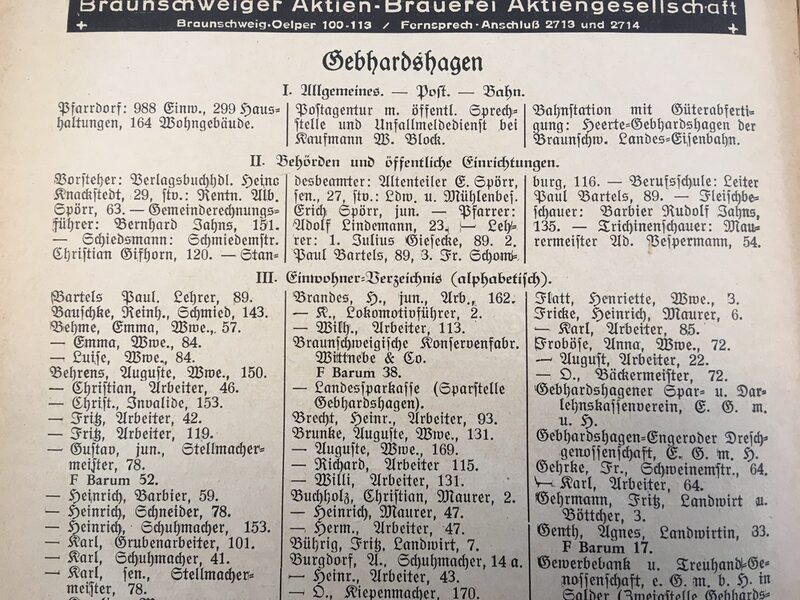 Braunschweiger Aktien-Brauerei Aktiengesellschaft
Braunschweig-Oelper 100-113 / Fernsprech-Anschluß 2713 und 2714
Gebhardshagen
I. Allgemeines. — Post. — Bahn.
Pfarrdorf: 988 Einw., 299 Haus-
haltungen, 164 Wohngebäude.
Postagentur m. öffentl. Sprech-
stelle und Unfallmeldedienst bei
Kaufmann W. Block.
Bahnstation mit Güterabferti-
gung: Heerte-Gebhardshagen der
Braunschw. Landes-Eisenbahn.
II. Behörden und öffentliche Einrichtungen.
Vorsteher: Verlagsbuchhdl. Heinr.
Knackstedt, 29, stv.: Rentn. Alb.
Spörr, 63. — Gemeinderechnungs-
führer: Bernhard Jahns, 151.
— Schiedsmann: Schmiedemstr.
Christian Gifhorn, 120. — Stan-
desbeamter: Altenteiler E. Spörr,
sen., 27, stv.: Ldw. u. Mühlenbes.
Erich Spörr, jun. — Pfarrer:
Adolf Lindemann, 23. — Leh-
rer: 1. Julius Giesecke, 89. 2.
Paul Bartels, 89, 3. Fr. Schom-
burg, 116. — Berufsschule: Leiter
Paul Bartels, 89. — Fleischbe-
schauer: Barbier Rudolf Jahns,
135. — Trichinenschauer: Mau-
rermeister Ad. Vespermann, 54.
III. Einwohner-Verzeichnis (alphabetisch).
Bartels Paul. Lehrer, 89.
Bauschke, Reinh., Schmied, 143.
Behme, Emma, Wwe., 57.
— Emma, Wwe., 84.
— Luise, Wwe., 84.
Behrens, Auguste, Wwe., 150.
— Christian, Arbeiter, 46.
— Christ., Invalide, 153.
— Fritz, Arbeiter, 42.
— Fritz, Arbeiter, 119.
— Gustav, jun., Stellmacher-
meister, 78.
F Barum 52.
— Heinrich, Barbier, 59.
— Heinrich, Schneider, 78.
— Heinrich, Schuhmacher, 153.
— Karl, Grubenarbeiter, 101.
— Karl, Schuhmacher, 41.
— Karl, sen., Stellmacher-
meister, 78.
Brandes, H., jun., Arb., 162.
— K., Lokomotivführer, 2.
— Wilh., Arbeiter, 113.
Braunschweigische Konservenfabr.
Wittnebe & Co.
F Barum 38.
— Landessparkasse (Sparstelle
Gebhardshagen).
Brecht, Heinr., Arbeiter, 93.
Brunke, Auguste, Wwe., 131.
— Auguste, Wwe., 169.
— Richard, Arbeiter 115.
— Willi, Arbeiter, 131.
Buchholz, Christian, Maurer, 2.
— Heinrich, Maurer, 47.
— Herm., Arbeiter, 47.
Bührig, Fritz, Landwirt, 7.
Burgdorf, A., Schuhmacher, 14 a.
— Heinr., Arbeiter, 43.
— O., Kiepenmacher, 170.
Flatt, Henriette, Wwe., 3.
Fricke, Heinrich, Maurer, 6.
— Karl, Arbeiter, 85.
Froböse, Anna, Wwe., 72.
— August, Arbeiter, 22.
— O., Bäckermeister, 72.
Gebhardshagener Spar- u. Dar-
lehnskassenverein, E. G. m.
u. H.
Gebhardshagen-Engeroder Dresch-
genossenschaft, E. G. m. H.
Gehrke, Fr., Schweinemstr., 64.
— Karl, Arbeiter, 64.
Gehrmann, Fritz, Landwirt u.
Böttcher, 3.
Genth, Agnes, Landwirtin, 33.
F Barum 17.
Gewerbebank u. Treuhand-Ge-
nossenschaft, e. G. m. b. H. in
Salder (Zweigstelle Gebhards-